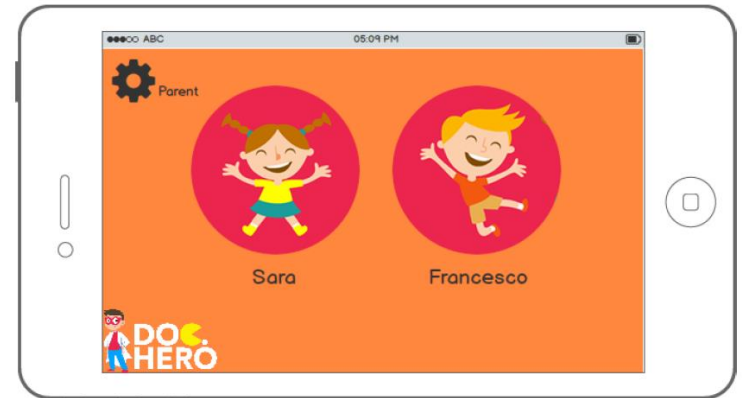 ABC 05:09 PM
Parent
Sara Francesco
DOC.
HERO